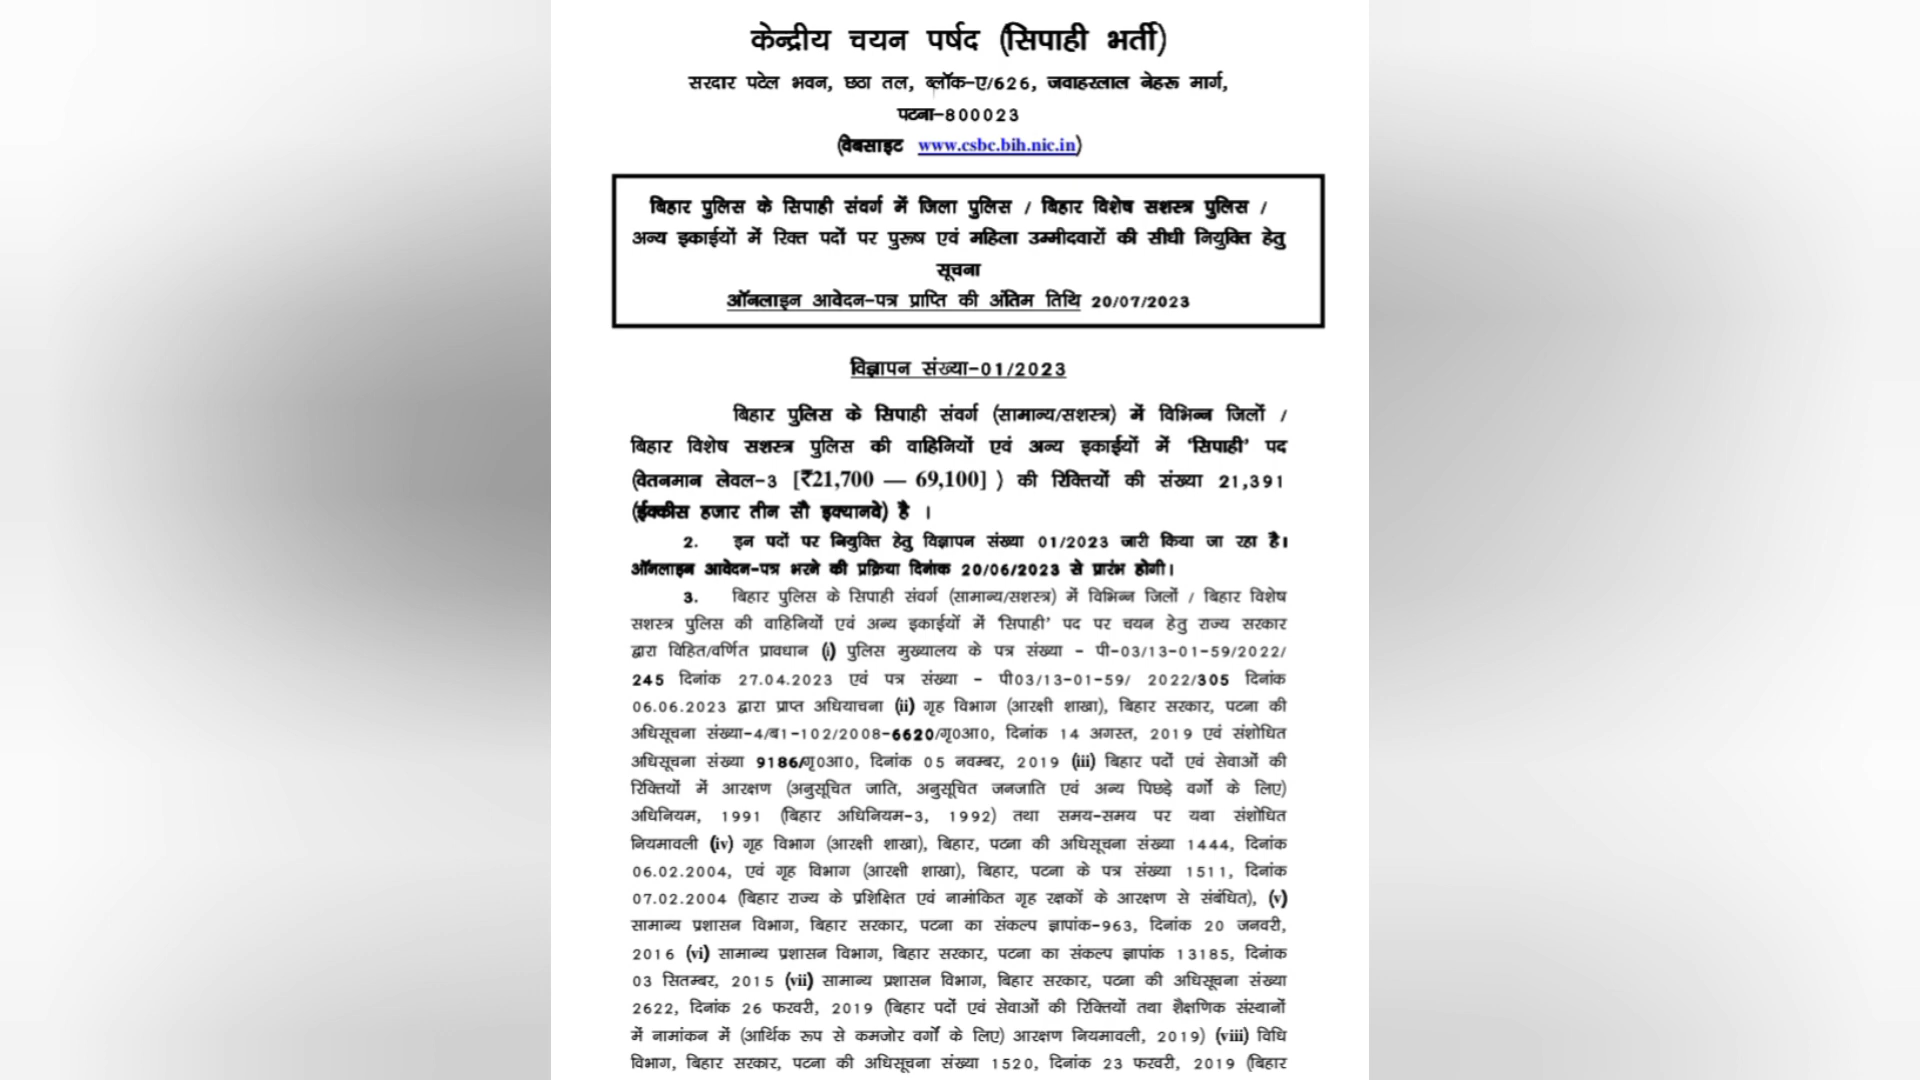 केन्द्रीय चयन पर्षद (सिपाही भर्ती)
सरदार पटेल भवन, छठा तल, ब्लॉक-ए/626, जवाहरलाल नेहरू मार्ग,
पटना-800023
(वेबसाइट www.csbc.bih.nic.in)
बिहार पुलिस के सिपाही संवर्ग में जिला पुलिस / बिहार विशेष सशस्त्र पुलिस /
अन्य इकाईयों में रिक्त पदों पर पुरूष एवं महिला उम्मीदवारों की सीधी नियुक्ति हेतु
सूचना
ऑनलाइन आवेदन-पत्र प्राप्ति की अंतिम तिथि 20/07/2023
विज्ञापन संख्या-01/2023
बिहार पुलिस के सिपाही संवर्ग (सामान्य/सशस्त्र) में विभिन्न जिलों /
बिहार विशेष सशस्त्र पुलिस की वाहिनियों एवं अन्य इकाईयों में 'सिपाही' पद
(वेतनमान लेवल-3 [₹21,700 — 69,100] ) की रिक्तियों की संख्या 21,391
(ईक्कीस हजार तीन सौ इक्यानवे) है ।
2. इन पदों पर नियुक्ति हेतु विज्ञापन संख्या 01/2023 जारी किया जा रहा है।
ऑनलाइन आवेदन-पत्र भरने की प्रक्रिया दिनांक 20/06/2023 से प्रारंभ होगी।
3. बिहार पुलिस के सिपाही संवर्ग (सामान्य/सशस्त्र) में विभिन्न जिलों / बिहार विशेष
सशस्त्र पुलिस की वाहिनियों एवं अन्य इकाईयों में 'सिपाही' पद पर चयन हेतु राज्य सरकार
द्वारा विहित/वर्णित प्रावधान (i) पुलिस मुख्यालय के पत्र संख्या - पी-03/13-01-59/2022/
245 दिनांक 27.04.2023 एवं पत्र संख्या - पी03/13-01-59/ 2022/305 दिनांक
06.06.2023 द्वारा प्राप्त अधियाचना (ii) गृह विभाग (आरक्षी शाखा), बिहार सरकार, पटना की
अधिसूचना संख्या-4/ब1-102/2008-6620/गृ0आ0, दिनांक 14 अगस्त, 2019 एवं संशोधित
अधिसूचना संख्या 9186/गृ0आ0, दिनांक 05 नवम्बर, 2019 (iii) बिहार पदों एवं सेवाओं की
रिक्तियों में आरक्षण (अनुसूचित जाति, अनुसूचित जनजाति एवं अन्य पिछड़े वर्गो के लिए)
अधिनियम, 1991 (बिहार अधिनियम-3, 1992) तथा समय-समय पर यथा संशोधित
नियमावली (iv) गृह विभाग (आरक्षी शाखा), बिहार, पटना की अधिसूचना संख्या 1444, दिनांक
06.02.2004, एवं गृह विभाग (आरक्षी शाखा), बिहार, पटना के पत्र संख्या 1511, दिनांक
07.02.2004 (बिहार राज्य के प्रशिक्षित एवं नामांकित गृह रक्षकों के आरक्षण से संबंधित), (v)
सामान्य प्रशासन विभाग, बिहार सरकार, पटना का संकल्प ज्ञापांक-963, दिनांक 20 जनवरी,
2016 (vi) सामान्य प्रशासन विभाग, बिहार सरकार, पटना का संकल्प ज्ञापांक 13185, दिनांक
03 सितम्बर, 2015 (vii) सामान्य प्रशासन विभाग, बिहार सरकार, पटना की अधिसूचना संख्या
2622, दिनांक 26 फरवरी, 2019 (बिहार पदों एवं सेवाओं की रिक्तियों तथा शैक्षणिक संस्थानों
में नामांकन में (आर्थिक रूप से कमजोर वर्गों के लिए) आरक्षण नियमावली, 2019) (viii) विधि
विभाग, बिहार सरकार, पटना की अधिसूचना संख्या 1520, दिनांक 23 फरवरी, 2019 (बिहार